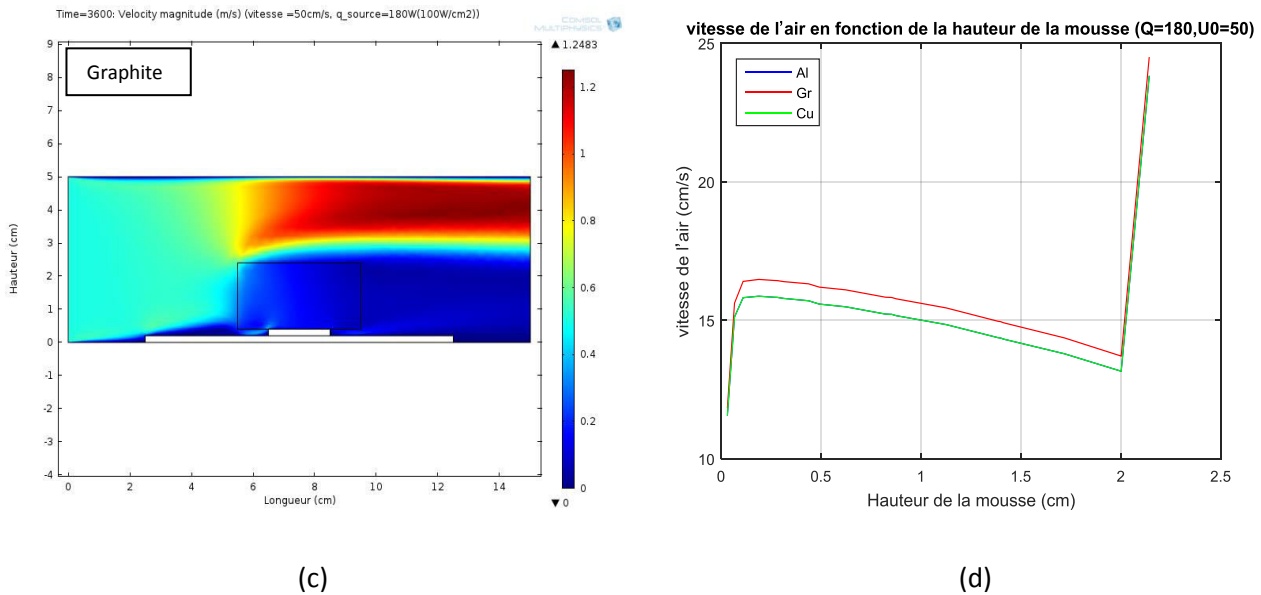 Time=3600: Velocity magnitude (m/s) (vitesse =50cm/s, q_source=180W(100W/cm2))
COMSOL
MULTIPHYSICS
▲ 1.2483
Graphite
9
8
7
6
5
4
3
2
1
0
-1
-2
-3
-4
Hauteur (cm)
0 2 4 6 8 10 12 14
Longueur (cm)
1.2
1
0.8
0.6
0.4
0.2
0
▼ 0
(c)
vitesse de l'air en fonction de la hauteur de la mousse (Q=180,U0=50)
Al
Gr
Cu
25
20
15
10
vitesse de l'air (cm/s)
0 0.5 1 1.5 2 2.5
Hauteur de la mousse (cm)
(d)